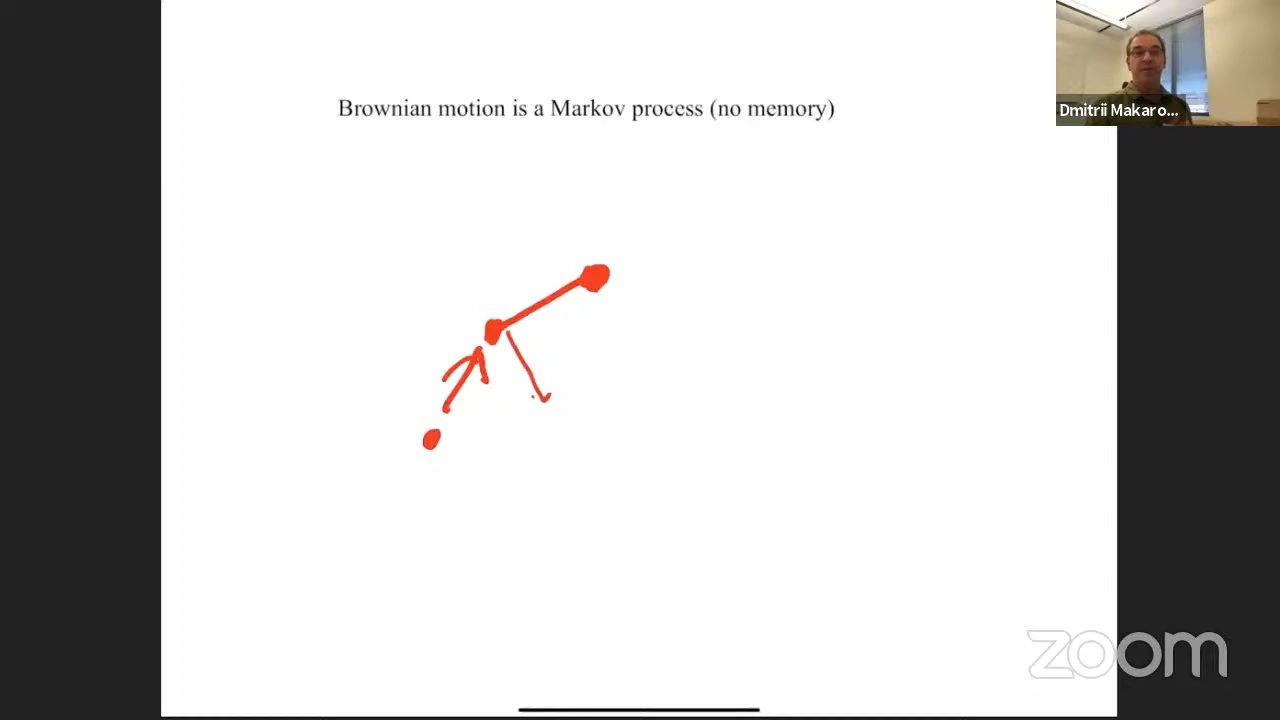 Brownian motion is a Markov process (no memory)
Dmitrii Makaro...
zoom